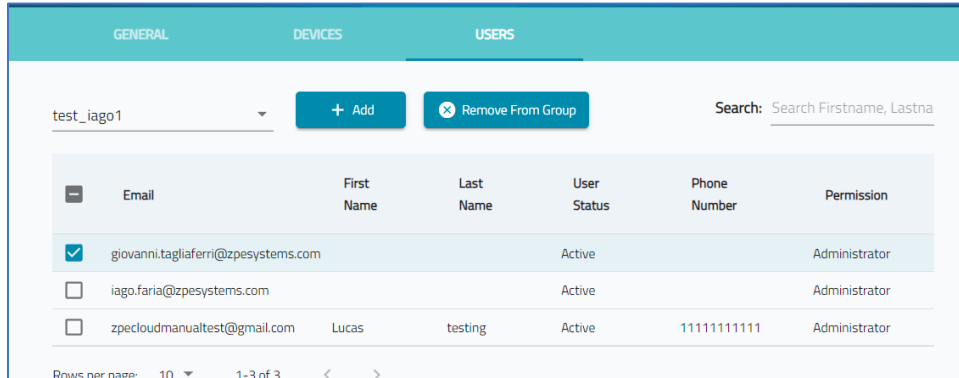 GENERAL DEVICES USERS
test_iago1 + Add Remove From Group Search: Search Firstname, Lastna
Email First Name Last Name User Status Phone Number Permission
giovanni.tagliaferri@zpesystems.com Active Administrator
iago.faria@zpesystems.com Active Administrator
zpecloudmanualtest@gmail.com Lucas testing Active 11111111111 Administrator
Rows per page: 10 1-3 of 3